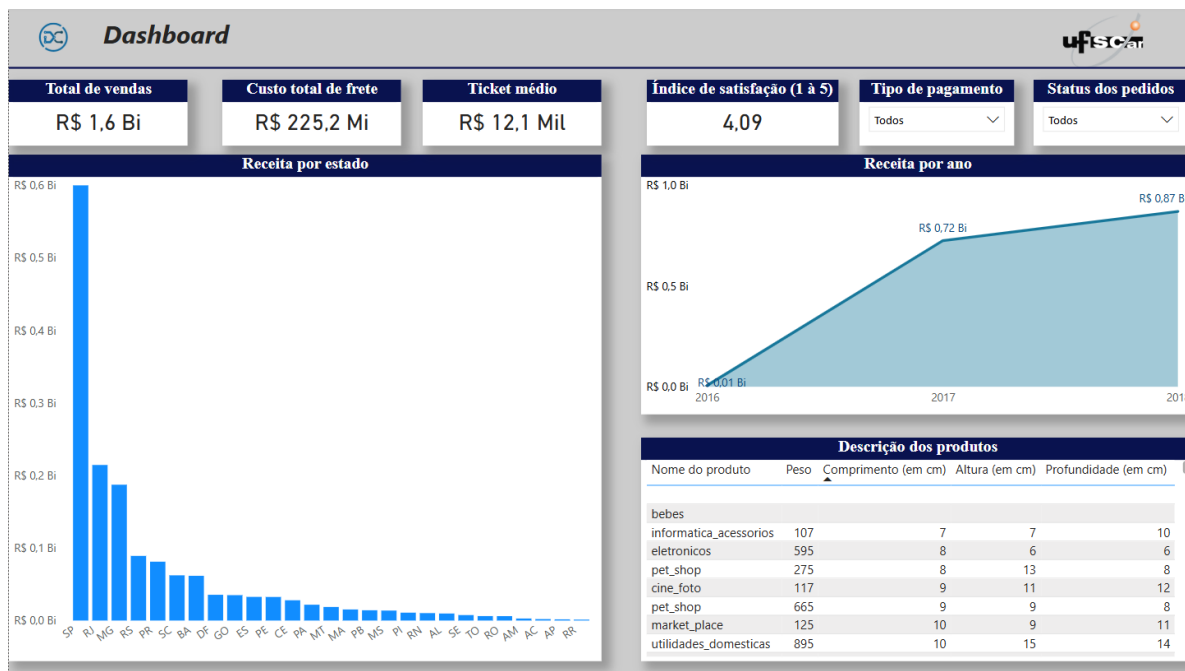 DC
Dashboard
ufscar
Total de vendas
R$ 1,6 Bi
Custo total de frete
R$ 225,2 Mi
Ticket médio
R$ 12,1 Mil
Índice de satisfação (1 à 5)
4,09
Tipo de pagamento
Todos
Status dos pedidos
Todos
Receita por estado
R$ 0,6 Bi
R$ 0,5 Bi
R$ 0,4 Bi
R$ 0,3 Bi
R$ 0,2 Bi
R$ 0,1 Bi
R$ 0,0 Bi
SP RJ MG RS PR SC BA DF GO ES PE CE PA MT MA PB MS PI RN AL SE TO RO AM AC AP RR
Receita por ano
R$ 1,0 Bi
R$ 0,87 B
R$ 0,72 Bi
R$ 0,5 Bi
R$ 0,0 Bi
R$ 0,01 Bi
2016 2017 2018
Descrição dos produtos
Nome do produto Peso Comprimento (em cm) Altura (em cm) Profundidade (em cm)
bebes
informatica_acessorios 107 7 7 10
eletronicos 595 8 6 6
pet_shop 275 8 13 8
cine_foto 117 9 11 12
pet_shop 665 9 9 8
market_place 125 10 9 11
utilidades_domesticas 895 10 15 14